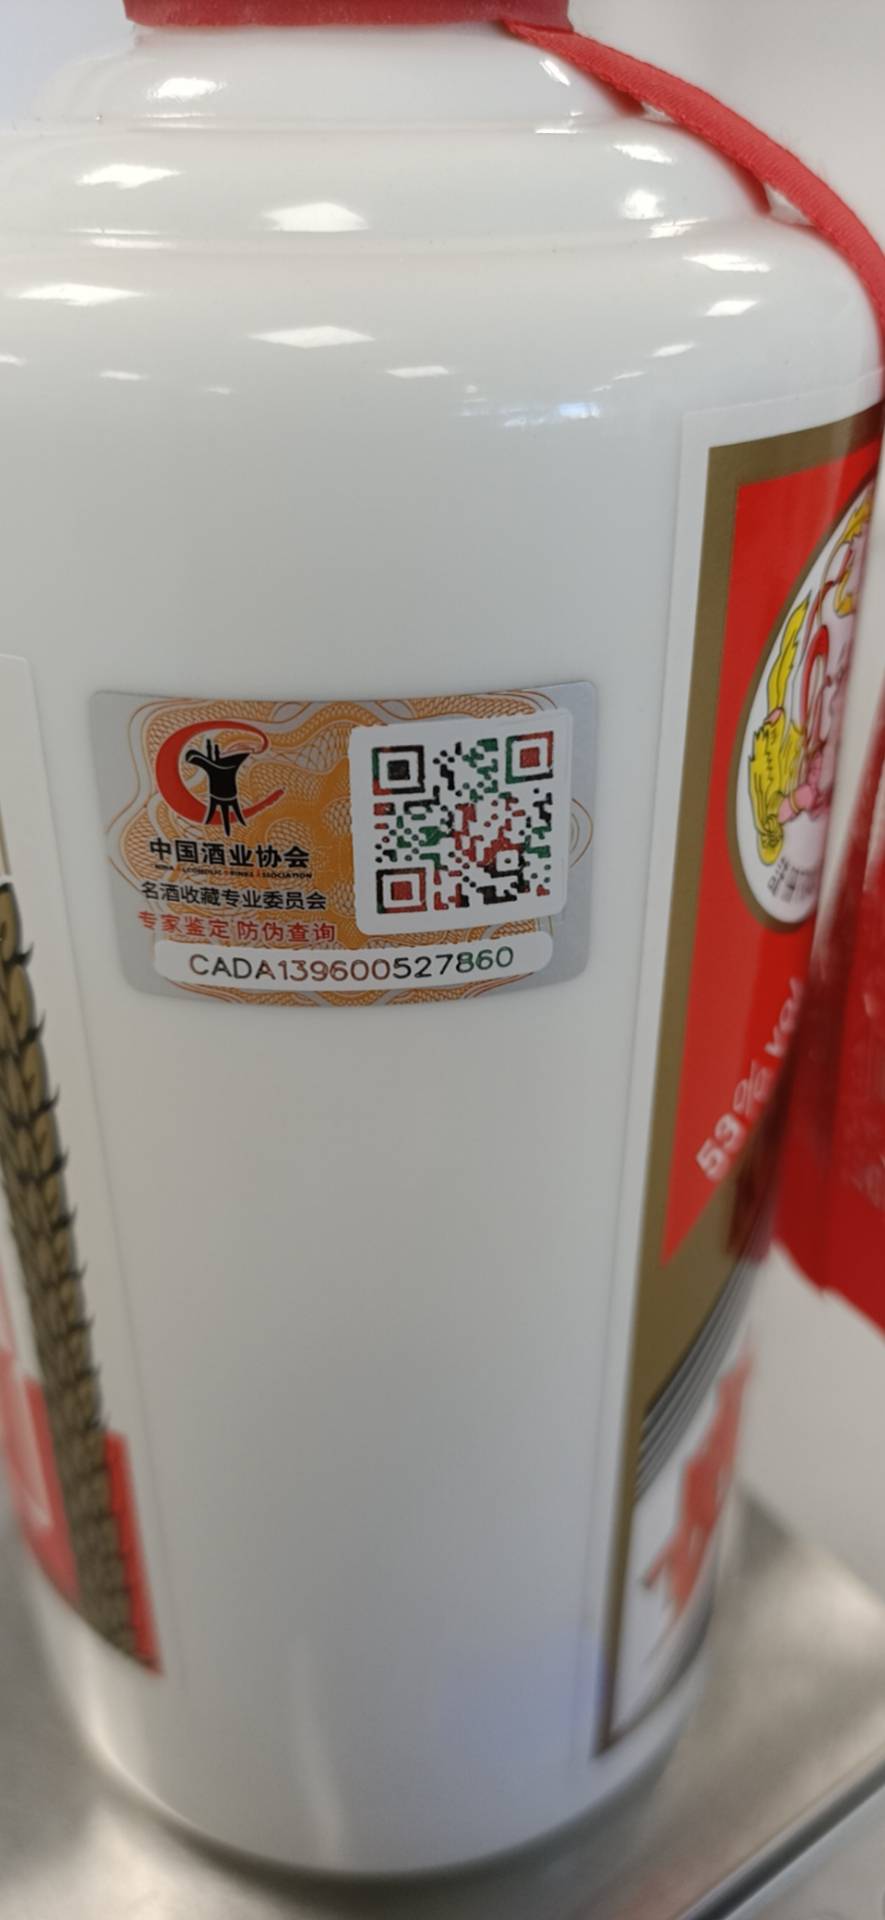 中国酒业协会
名酒收藏专业委员会
专家鉴定 防伪查询
CADA139600527860
53% vol